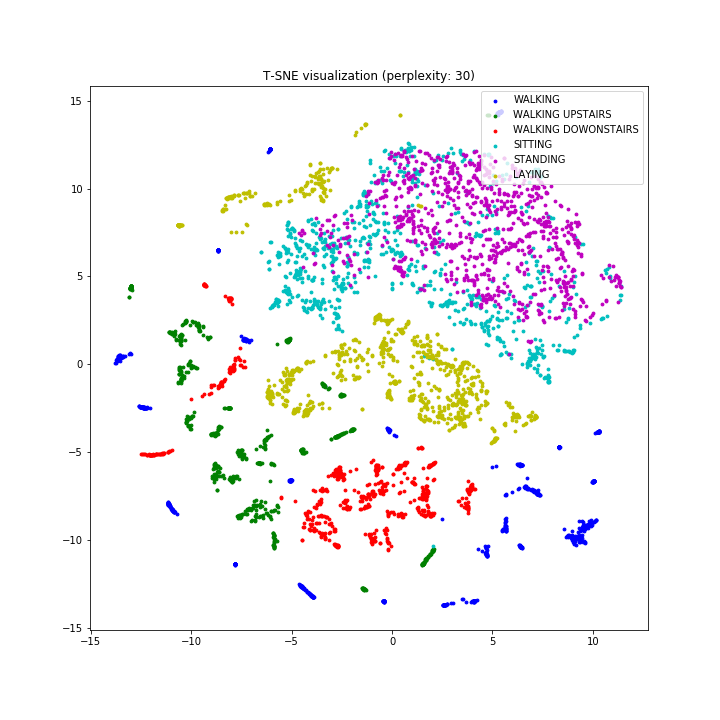 T-SNE visualization (perplexity: 30)
WALKING
WALKING UPSTAIRS
WALKING DOWONSTAIRS
SITTING
STANDING
LAYING
15
10
5
0
−5
−10
−15
−15
−10
−5
0
5
10